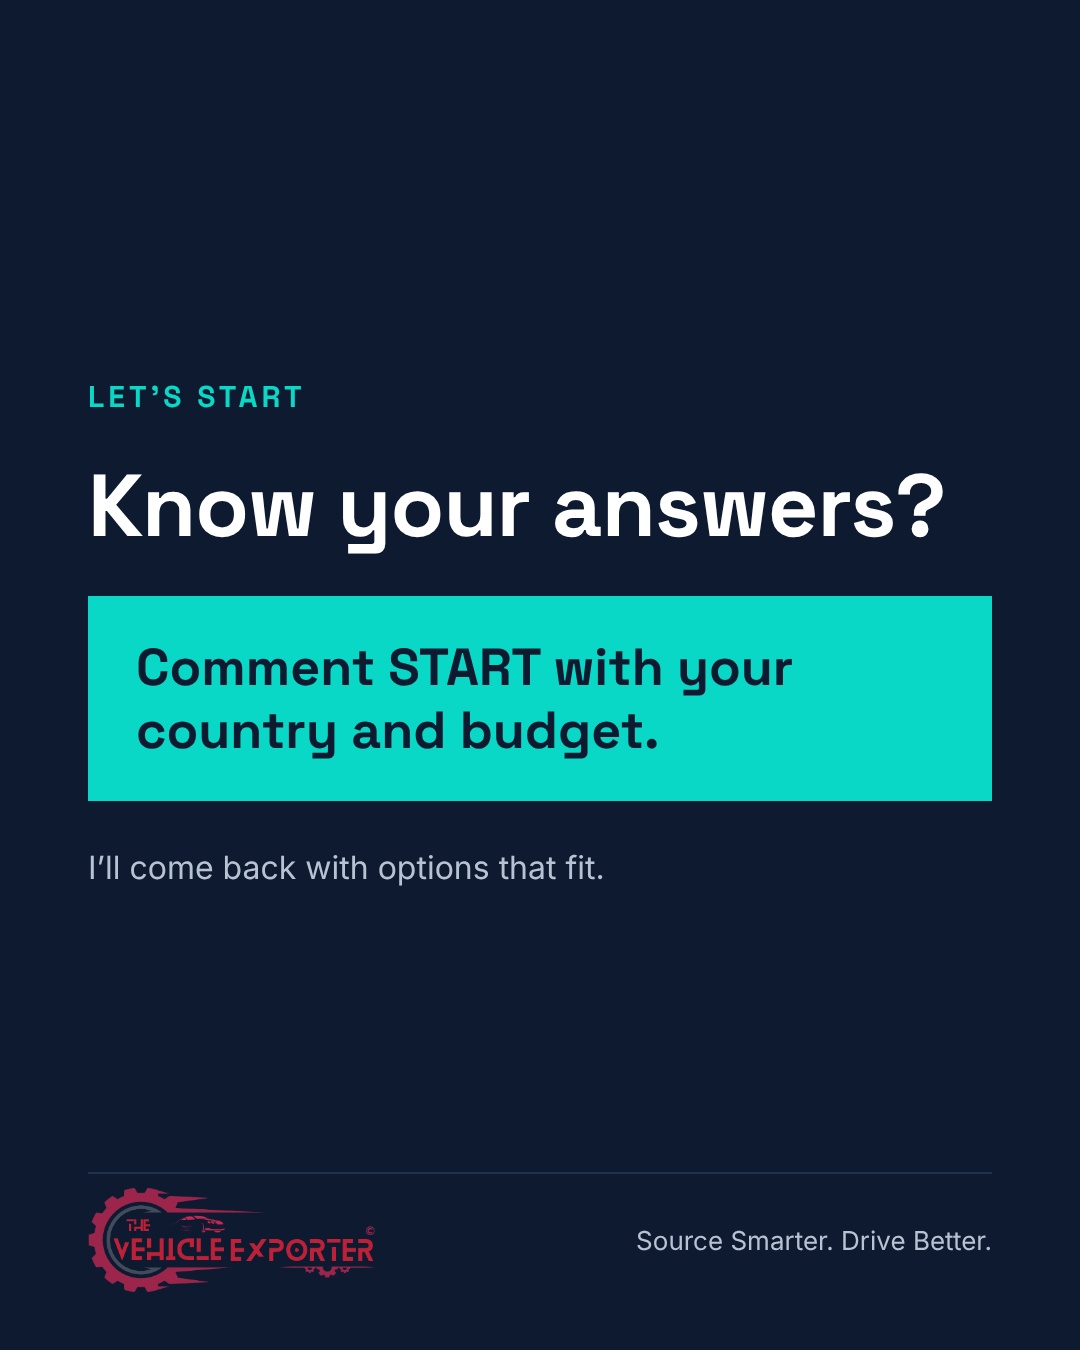 LET’S START
Know your answers?
Comment START with your
country and budget.
I’ll come back with options that fit.
THE
VEHICLE EXPORTER
©
Source Smarter. Drive Better.